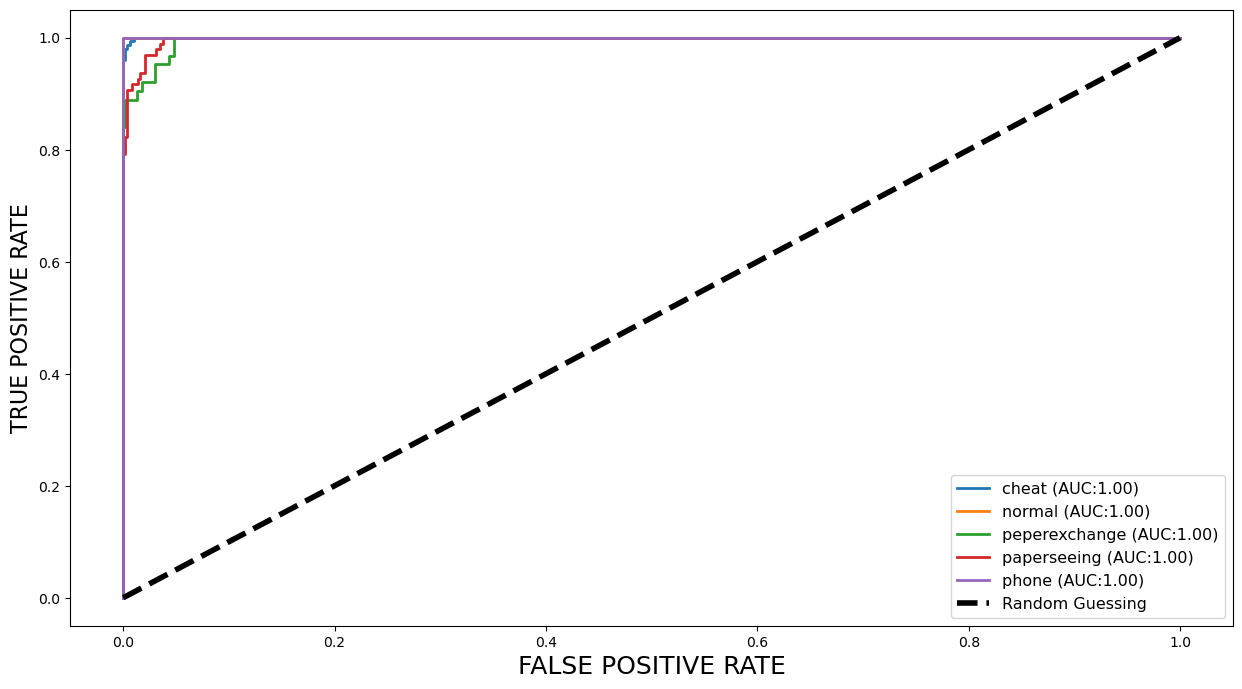 1.0
0.8
0.6
0.4
0.2
0.0
TRUE POSITIVE RATE
cheat (AUC:1.00)
normal (AUC:1.00)
peperexchange (AUC:1.00)
paperseeing (AUC:1.00)
phone (AUC:1.00)
Random Guessing
0.0 0.2 0.4 0.6 0.8 1.0
FALSE POSITIVE RATE